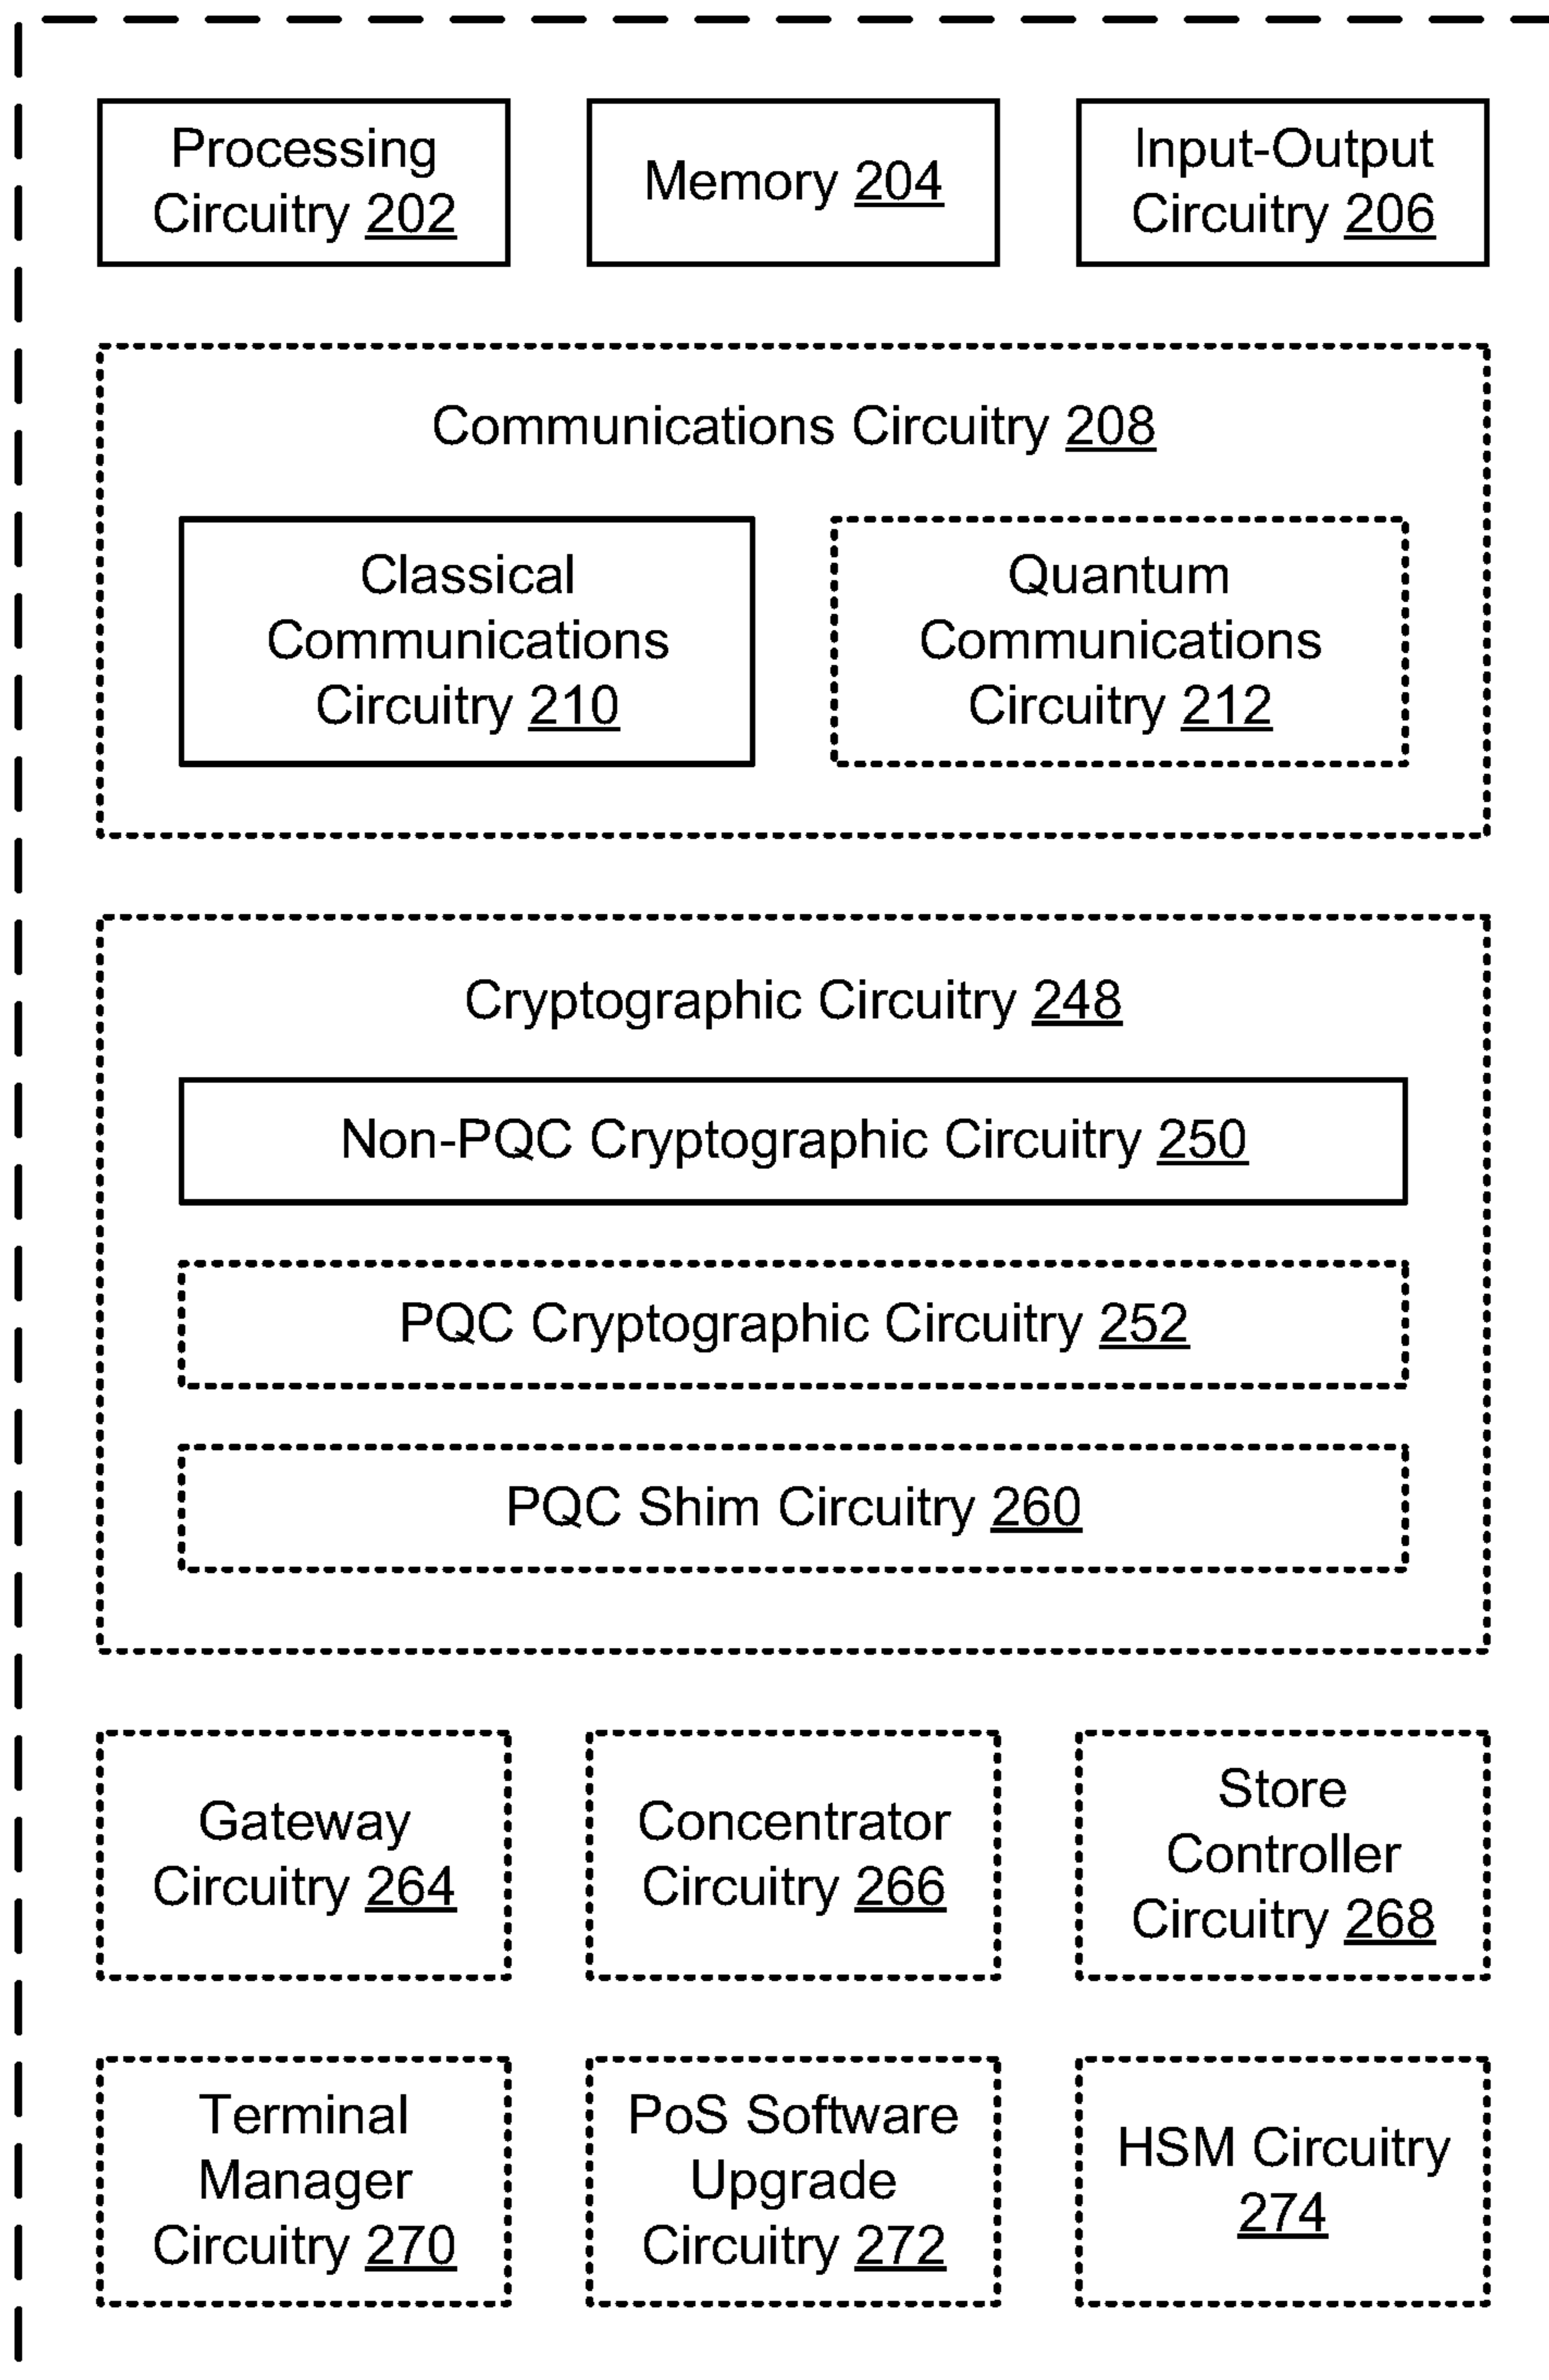 Processing
Circuitry 202
Memory 204
Input-Output
Circuitry 206
Communications Circuitry 208
Classical
Communications
Circuitry 210
Quantum
Communications
Circuitry 212
Cryptographic Circuitry 248
Non-PQC Cryptographic Circuitry 250
PQC Cryptographic Circuitry 252
PQC Shim Circuitry 260
Gateway
Circuitry 264
Concentrator
Circuitry 266
Store
Controller
Circuitry 268
Terminal
Manager
Circuitry 270
PoS Software
Upgrade
Circuitry 272
HSM Circuitry
274